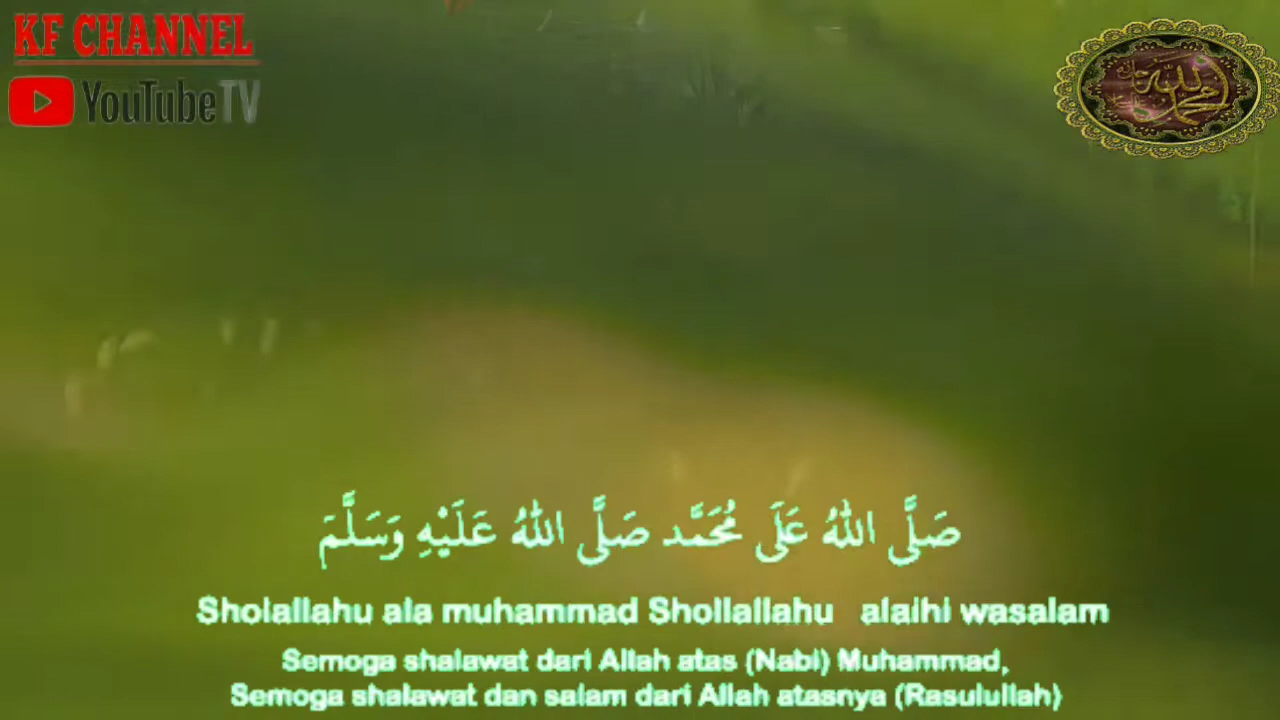 KF CHANNEL
YouTubeTV
صَلَّى اللهُ عَلَى مُحَمَّد صَلَّى اللهُ عَلَيْهِ وَسَلَّمَ
Sholallahu ala muhammad Shollallahu alaihi wasalam
Semoga shalawat dari Allah atas (Nabi) Muhammad,
Semoga shalawat dan salam dari Allah atasnya (Rasulullah)